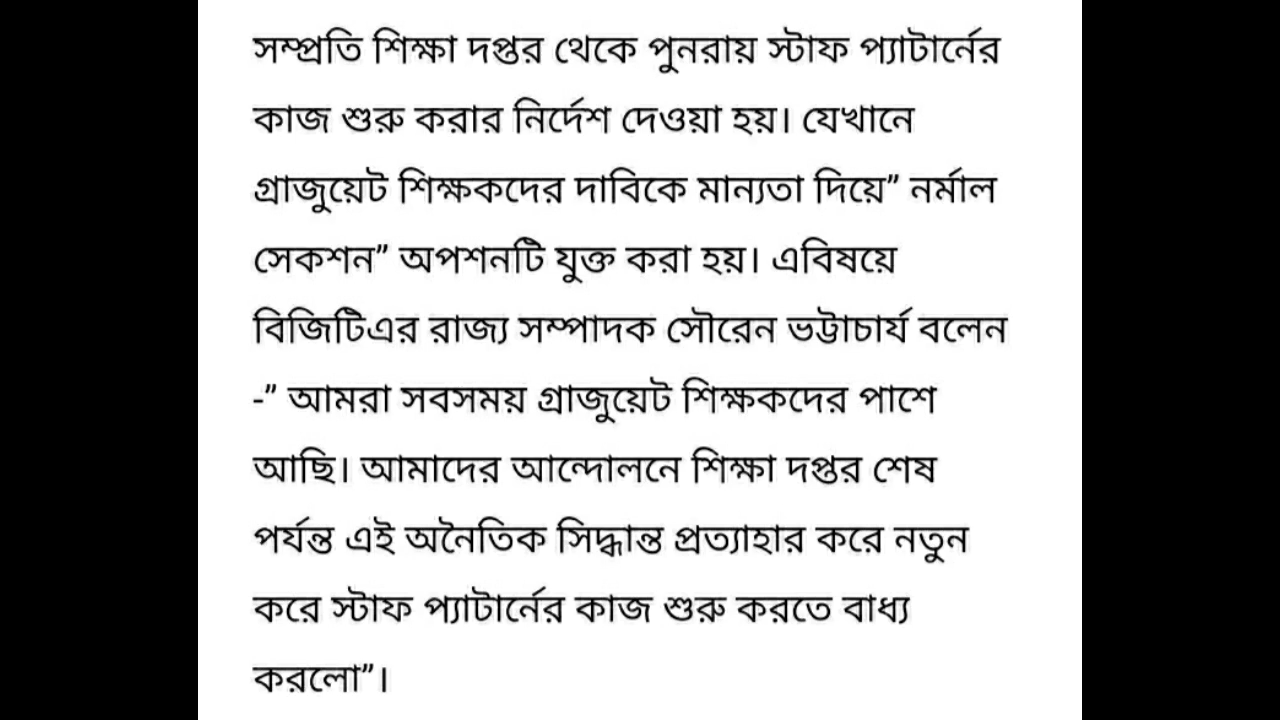 সম্প্রতি শিক্ষা দপ্তর থেকে পুনরায় স্টাফ প্যাটার্নের
কাজ শুরু করার নির্দেশ দেওয়া হয়। যেখানে
গ্রাজুয়েট শিক্ষকদের দাবিকে মান্যতা দিয়ে” নর্মাল
সেকশন” অপশনটি যুক্ত করা হয়। এবিষয়ে
বিজিটিএর রাজ্য সম্পাদক সৌরেন ভট্টাচার্য বলেন
-” আমরা সবসময় গ্রাজুয়েট শিক্ষকদের পাশে
আছি। আমাদের আন্দোলনে শিক্ষা দপ্তর শেষ
পর্যন্ত এই অনৈতিক সিদ্ধান্ত প্রত্যাহার করে নতুন
করে স্টাফ প্যাটার্নের কাজ শুরু করতে বাধ্য
করলো”।